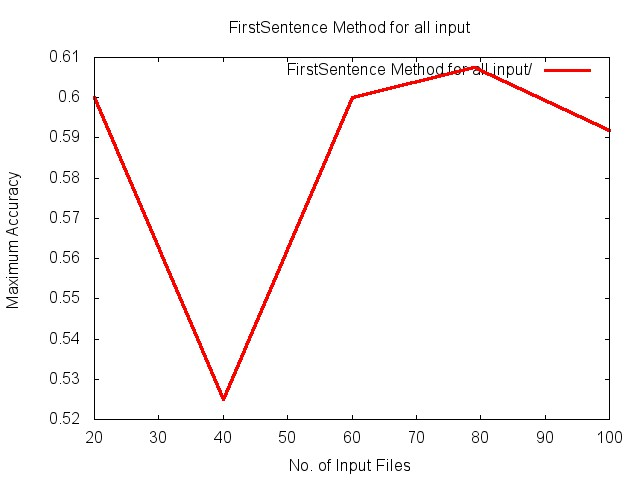 FirstSentence Method for all input
0.61
FirstSentence Method for all input/
0.6
0.59
0.58
0.57
0.56
0.55
0.54
0.53
0.52
Maximum Accuracy
20 30 40 50 60 70 80 90 100
No. of Input Files